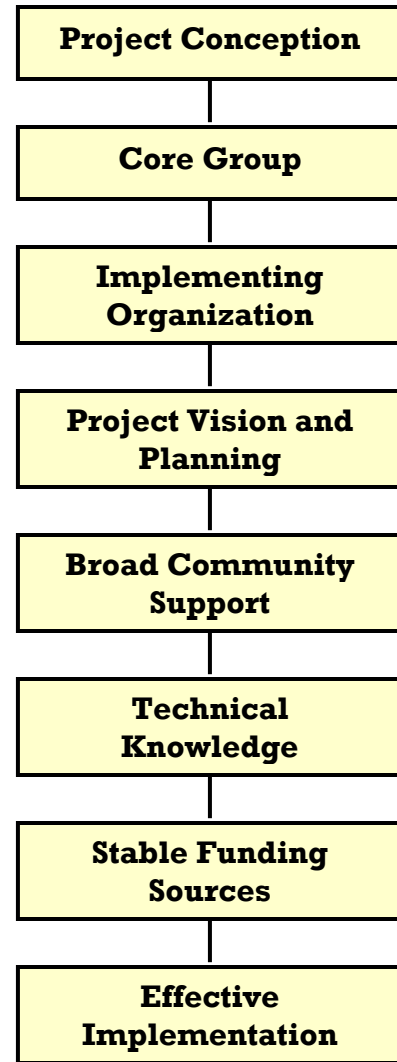 Project Conception
Core Group
Implementing
Organization
Project Vision and
Planning
Broad Community
Support
Technical
Knowledge
Stable Funding
Sources
Effective
Implementation